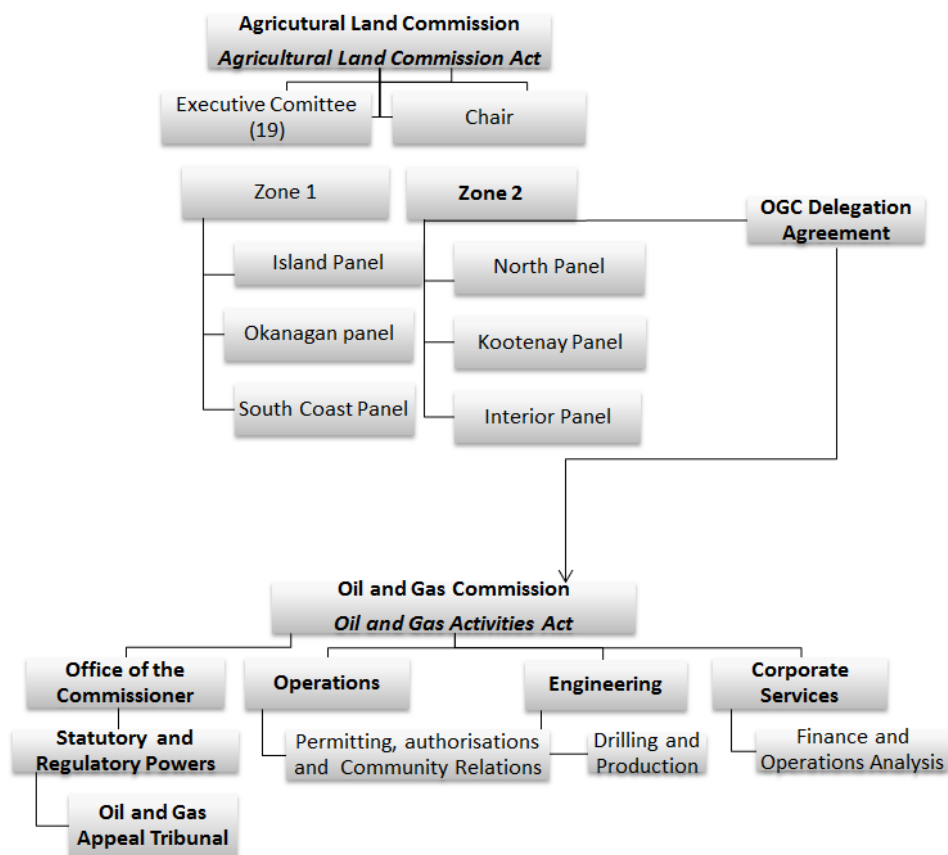 Agricutural Land Commission
Agricultural Land Commission Act
Executive Comittee
(19)
Chair
Zone 1
Zone 2
OGC Delegation
Agreement
Island Panel
North Panel
Okanagan panel
Kootenay Panel
South Coast Panel
Interior Panel
Oil and Gas Commission
Oil and Gas Activities Act
Office of the
Commissioner
Operations
Engineering
Corporate
Services
Statutory and
Regulatory Powers
Permitting, authorisations
and Community Relations
Drilling and
Production
Finance and
Operations Analysis
Oil and Gas
Appeal Tribunal